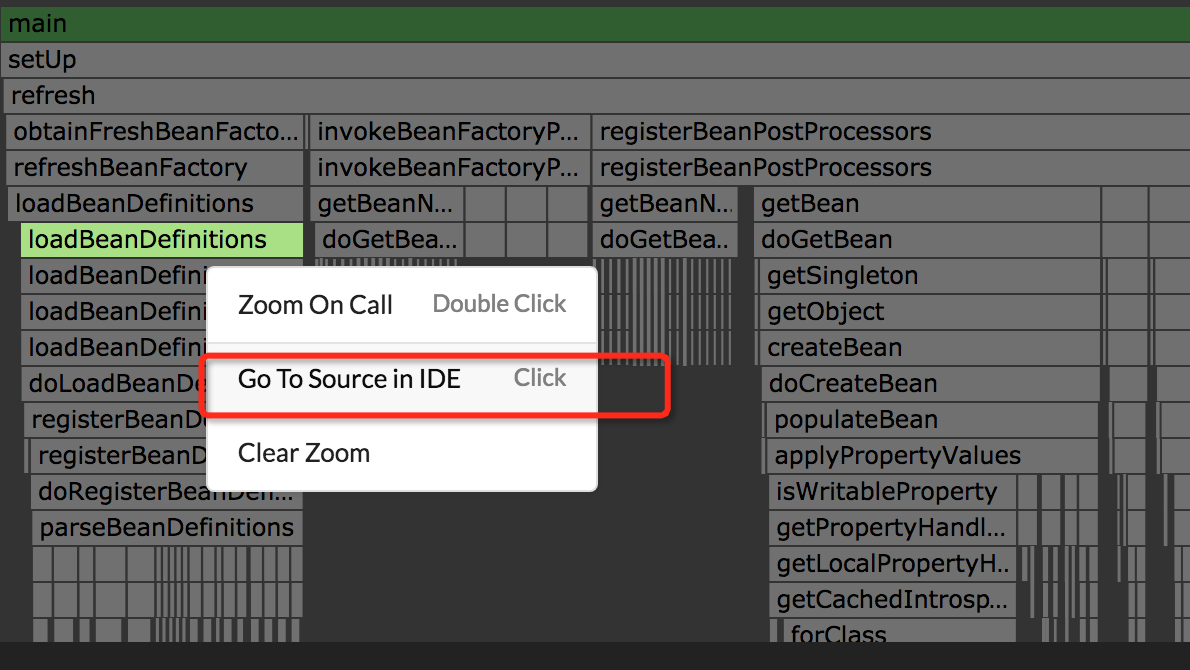 main
setUp
refresh
obtainFreshBeanFacto... invokeBeanFactoryP... registerBeanPostProcessors
refreshBeanFactory invokeBeanFactoryP... registerBeanPostProcessors
loadBeanDefinitions getBeanN... getBeanN... getBean
loadBeanDefinitions doGetBea... doGetBea.. doGetBean
loadBeanDefini getSingleton
Zoom On Call Double Click
loadBeanDefini getObject
loadBeanDefini createBean
doLoadBeanDe doCreateBean
Go To Source in IDE Click
registerBeanD populateBean
registerBeanD applyPropertyValues
Clear Zoom
doRegisterBeanDefi... isWritableProperty
parseBeanDefinitions getPropertyHandl...
getLocalPropertyH..
getCachedIntrosp...
forClass